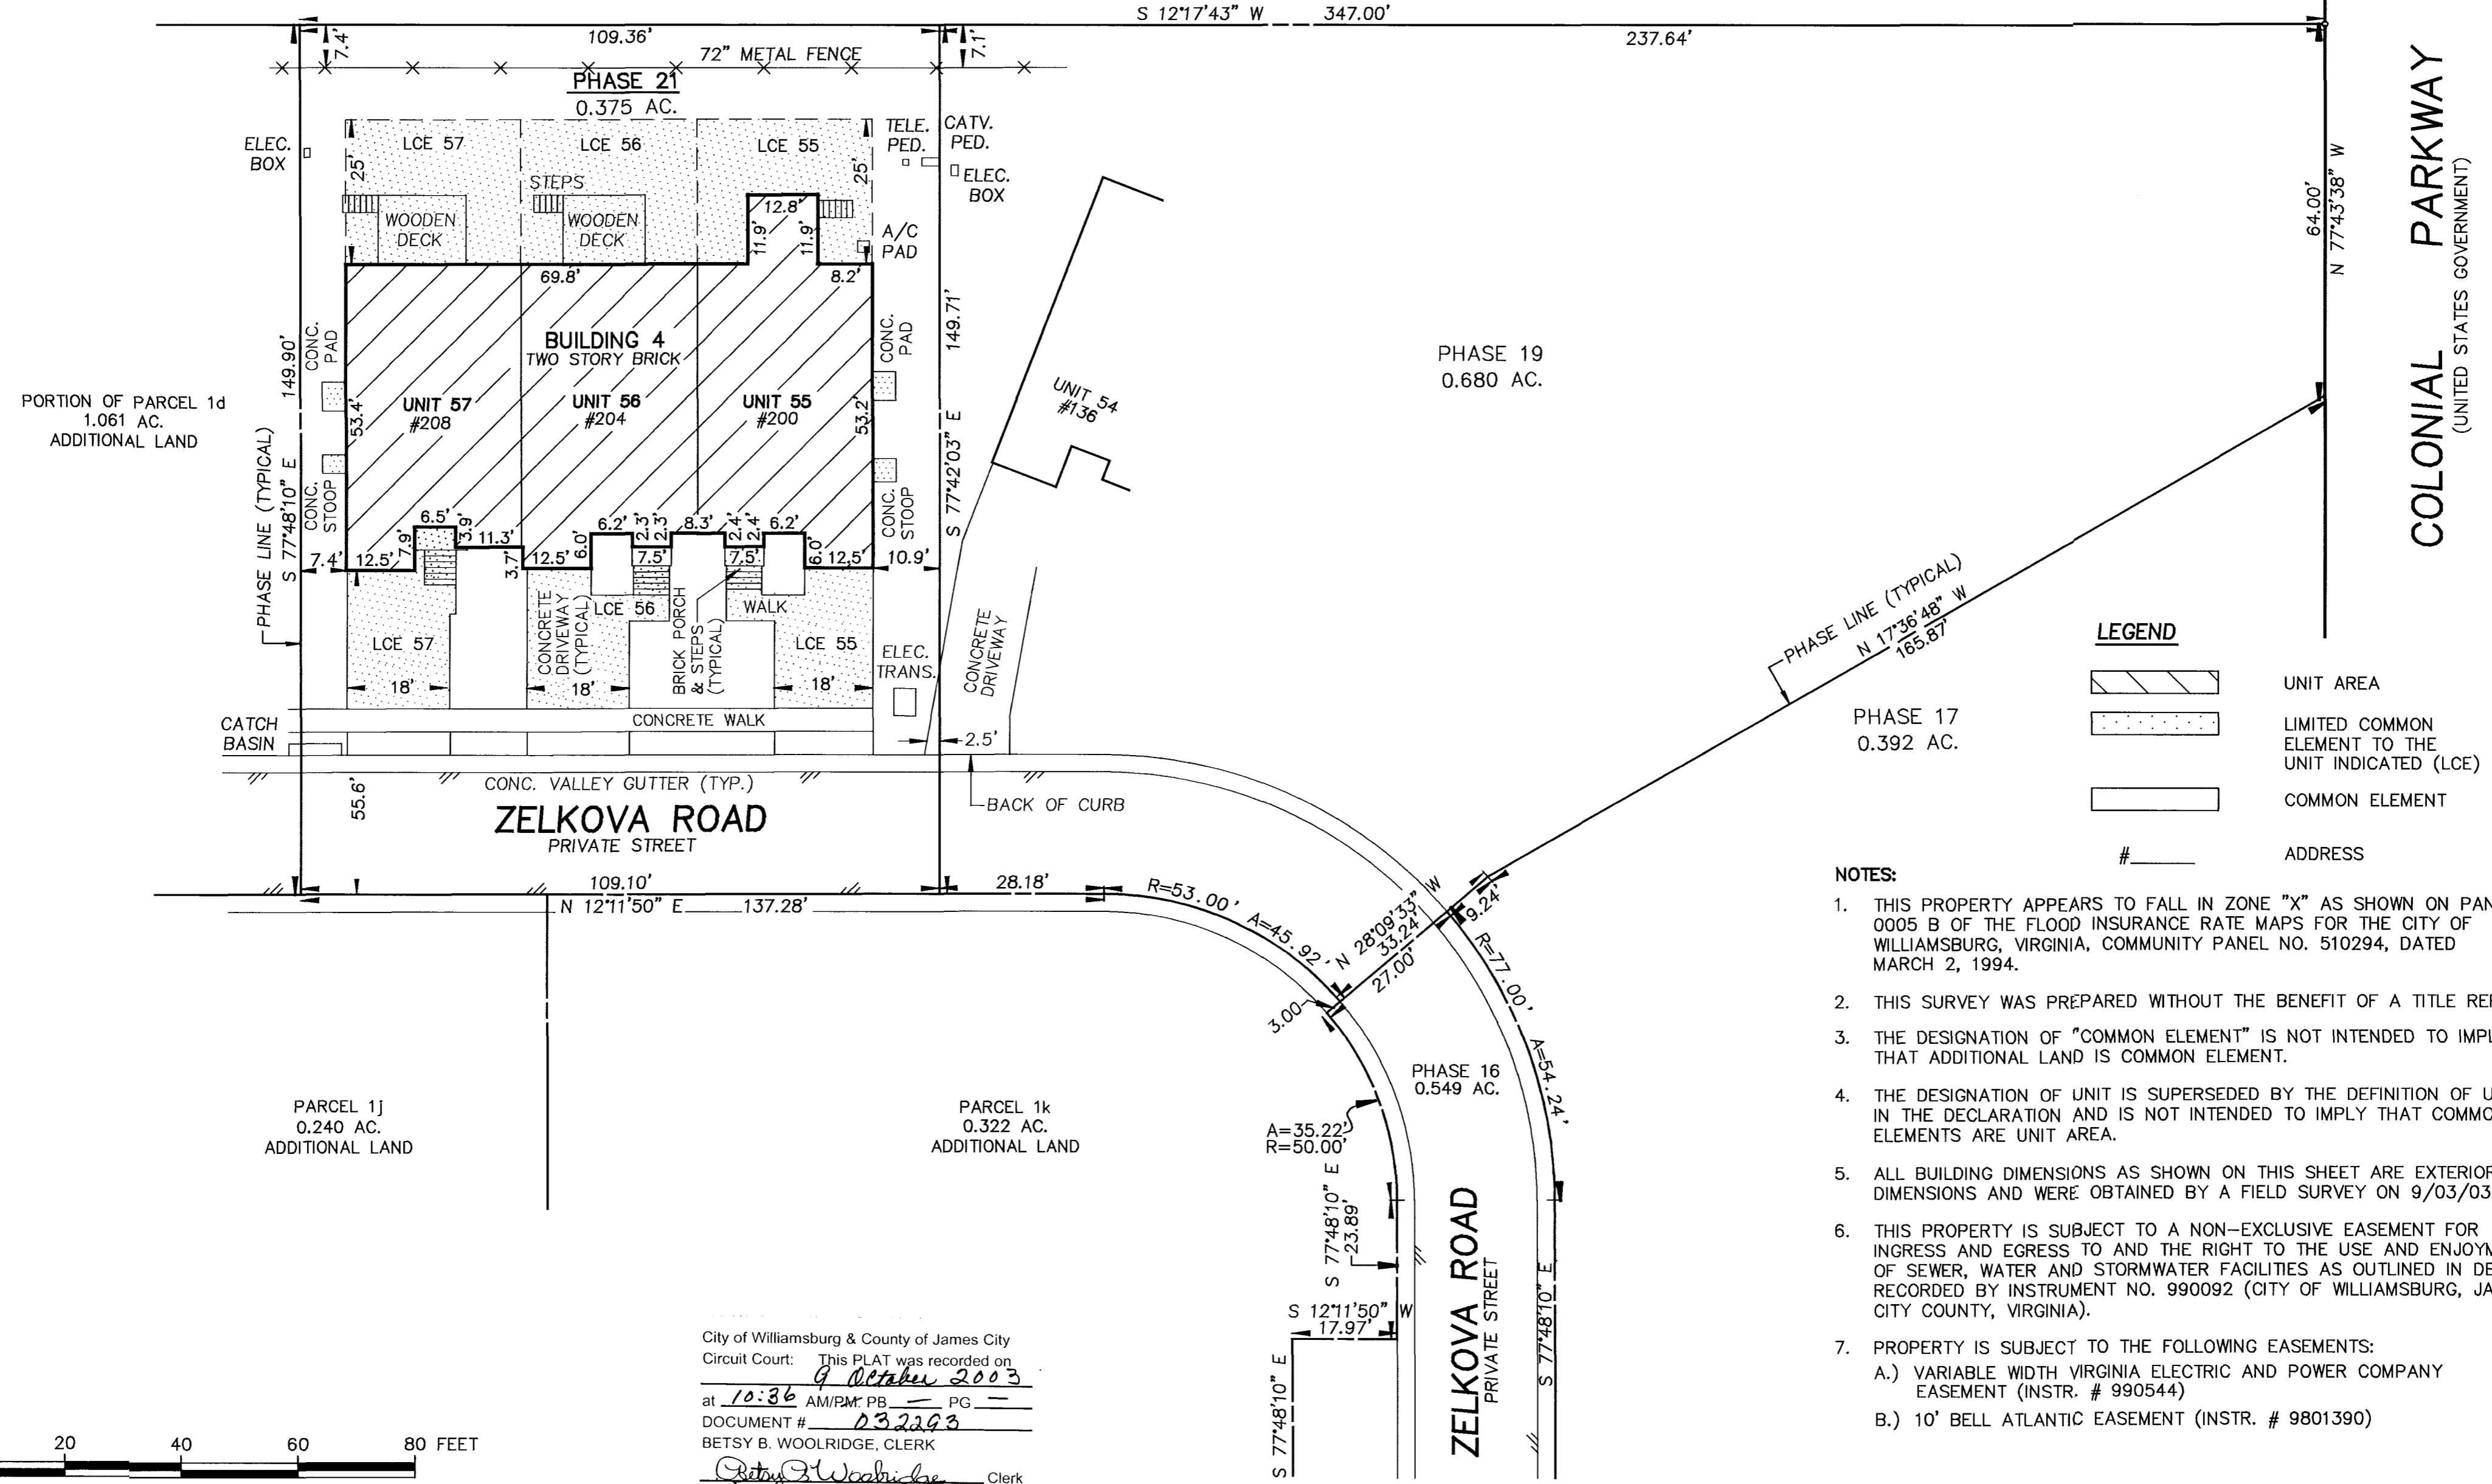 S 12°17'43" W 347.00'
109.36'
237.64'
7.4'
7.1'
72" METAL FENCE
PHASE 21
0.375 AC.
ELEC.
BOX
LCE 57
LCE 56
LCE 55
TELE.
PED.
CATV.
PED.
ELEC.
BOX
25'
25'
STEPS
WOODEN
DECK
WOODEN
DECK
12.8'
11.9'
11.9'
A/C
PAD
69.8'
8.2'
BUILDING 4
TWO STORY BRICK
CONC.
PAD
CONC.
PAD
149.90'
149.71'
UNIT 57
#208
UNIT 56
#204
UNIT 55
#200
53.4'
53.2'
PORTION OF PARCEL 1d
1.061 AC.
ADDITIONAL LAND
PHASE LINE (TYPICAL)
S 77°48'10" E
S 77°42'03" E
CONC.
STOOP
CONC.
STOOP
UNIT 54
#136
PHASE 19
0.680 AC.
64.00'
N 77°43'38" W
COLONIAL PARKWAY
(UNITED STATES GOVERNMENT)
6.5'
3.9'
7.9'
11.3'
6.2'
2.3'
2.3'
8.3'
2.4'
2.4'
6.2'
7.4'
12.5'
3.7'
12.5'
6.0'
7.5'
7.5'
6.0'
12.5'
10.9'
LCE 57
CONCRETE
DRIVEWAY
(TYPICAL)
LCE 56
BRICK PORCH
& STEPS
(TYPICAL)
WALK
LCE 55
18'
18'
18'
ELEC.
TRANS.
CONCRETE
DRIVEWAY
CATCH
BASIN
CONCRETE WALK
2.5'
CONC. VALLEY GUTTER (TYP.)
BACK OF CURB
55.6'
ZELKOVA ROAD
PRIVATE STREET
109.10'
28.18'
N 12°11'50" E 137.28'
R=53.00' A=45.92'
N 28°09'33" W
33.24'
27.00'
9.24'
3.00
R=77.00'
A=54.24'
PHASE LINE (TYPICAL)
N 17°36'48" W
165.87'
PHASE 17
0.392 AC.
PHASE 16
0.549 AC.
A=35.22'
R=50.00'
S 77°48'10" E
23.89'
S 12°11'50" W
17.97'
S 77°48'10" E
ZELKOVA ROAD
PRIVATE STREET
S 77°48'10" E
PARCEL 1j
0.240 AC.
ADDITIONAL LAND
PARCEL 1k
0.322 AC.
ADDITIONAL LAND
LEGEND
UNIT AREA
LIMITED COMMON
ELEMENT TO THE
UNIT INDICATED (LCE)
COMMON ELEMENT
#_____ ADDRESS
NOTES:
1. THIS PROPERTY APPEARS TO FALL IN ZONE "X" AS SHOWN ON PAN
0005 B OF THE FLOOD INSURANCE RATE MAPS FOR THE CITY OF
WILLIAMSBURG, VIRGINIA, COMMUNITY PANEL NO. 510294, DATED
MARCH 2, 1994.
2. THIS SURVEY WAS PREPARED WITHOUT THE BENEFIT OF A TITLE RE
3. THE DESIGNATION OF "COMMON ELEMENT" IS NOT INTENDED TO IMPL
THAT ADDITIONAL LAND IS COMMON ELEMENT.
4. THE DESIGNATION OF UNIT IS SUPERSEDED BY THE DEFINITION OF U
IN THE DECLARATION AND IS NOT INTENDED TO IMPLY THAT COMMO
ELEMENTS ARE UNIT AREA.
5. ALL BUILDING DIMENSIONS AS SHOWN ON THIS SHEET ARE EXTERIOR
DIMENSIONS AND WERE OBTAINED BY A FIELD SURVEY ON 9/03/03
6. THIS PROPERTY IS SUBJECT TO A NON-EXCLUSIVE EASEMENT FOR
INGRESS AND EGRESS TO AND THE RIGHT TO THE USE AND ENJOYM
OF SEWER, WATER AND STORMWATER FACILITIES AS OUTLINED IN DE
RECORDED BY INSTRUMENT NO. 990092 (CITY OF WILLIAMSBURG, JA
CITY COUNTY, VIRGINIA).
7. PROPERTY IS SUBJECT TO THE FOLLOWING EASEMENTS:
A.) VARIABLE WIDTH VIRGINIA ELECTRIC AND POWER COMPANY
EASEMENT (INSTR. # 990544)
B.) 10' BELL ATLANTIC EASEMENT (INSTR. # 9801390)
City of Williamsburg & County of James City
Circuit Court: This PLAT was recorded on
9 October 2003
at 10:36 AM/PM. PB — PG —
DOCUMENT # 032293
BETSY B. WOOLRIDGE, CLERK
Betsy B Woolridge Clerk
20 40 60 80 FEET